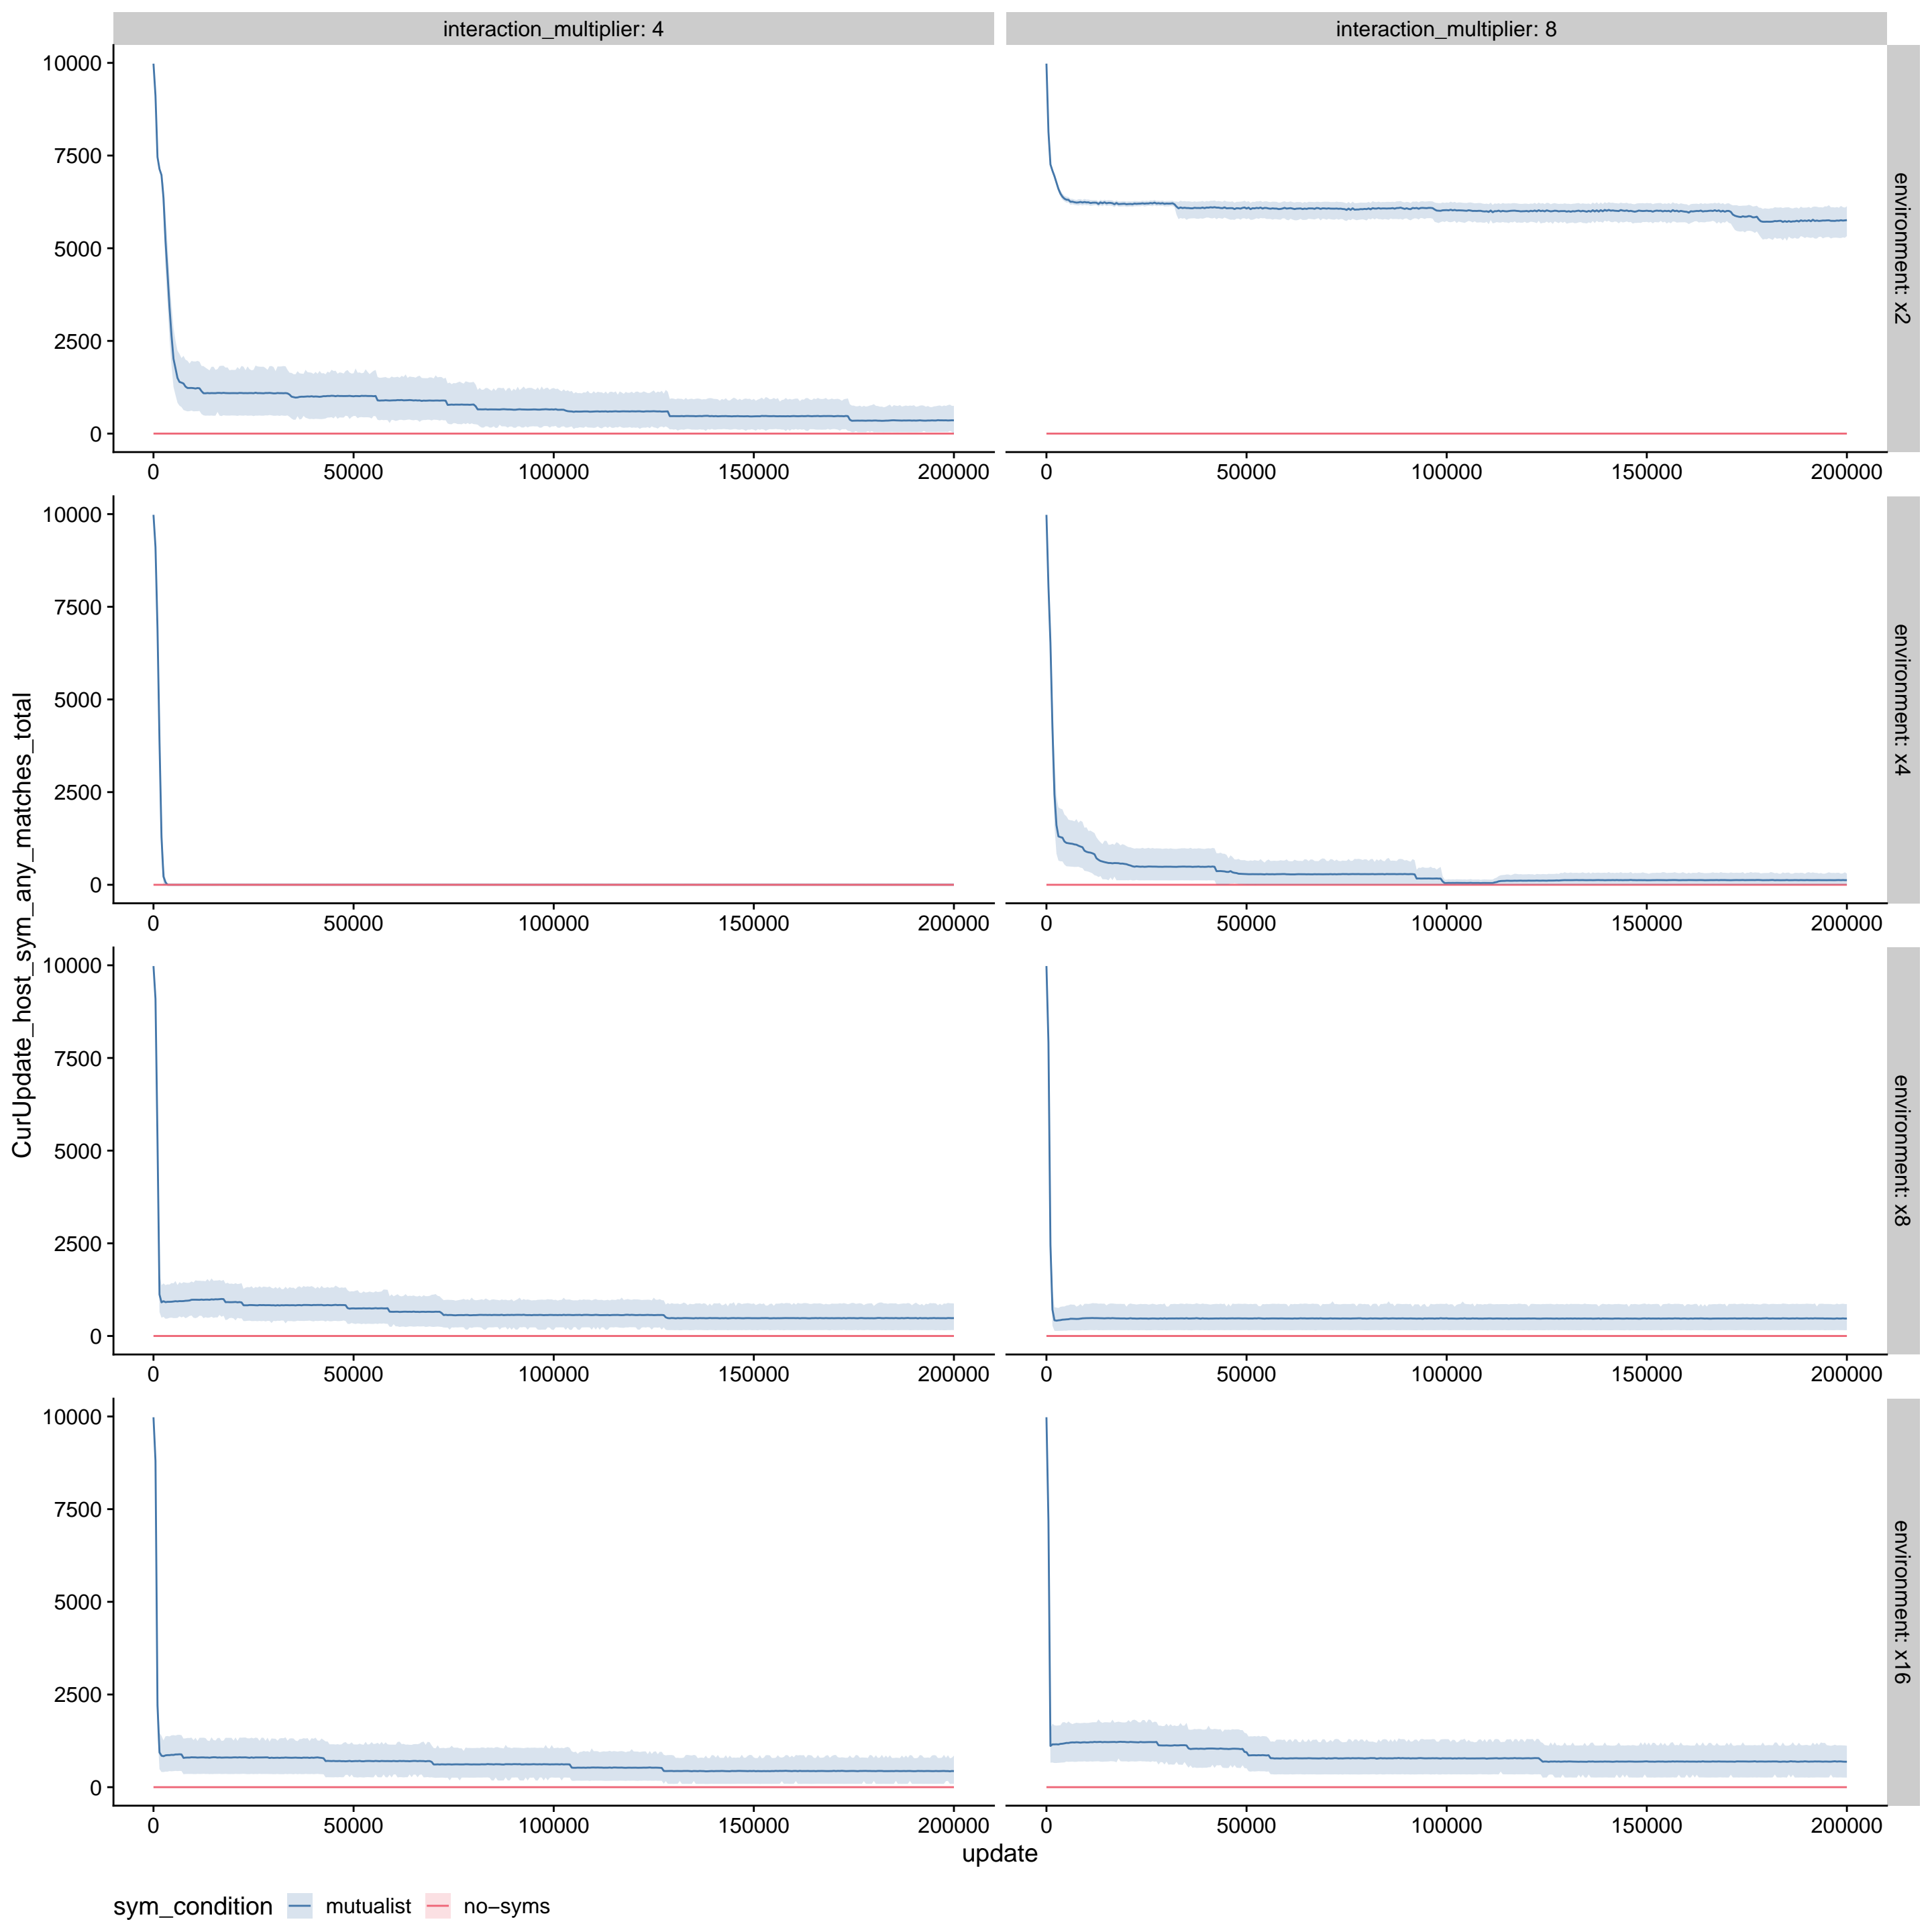 interaction_multiplier: 4
interaction_multiplier: 8
10000
7500
5000
2500
0
environment: x2
0 50000 100000 150000 200000
0 50000 100000 150000 200000
10000
7500
5000
2500
0
environment: x4
0 50000 100000 150000 200000
0 50000 100000 150000 200000
CurUpdate_host_sym_any_matches_total
10000
7500
5000
2500
0
environment: x8
0 50000 100000 150000 200000
0 50000 100000 150000 200000
10000
7500
5000
2500
0
environment: x16
0 50000 100000 150000 200000
0 50000 100000 150000 200000
update
sym_condition mutualist no−syms